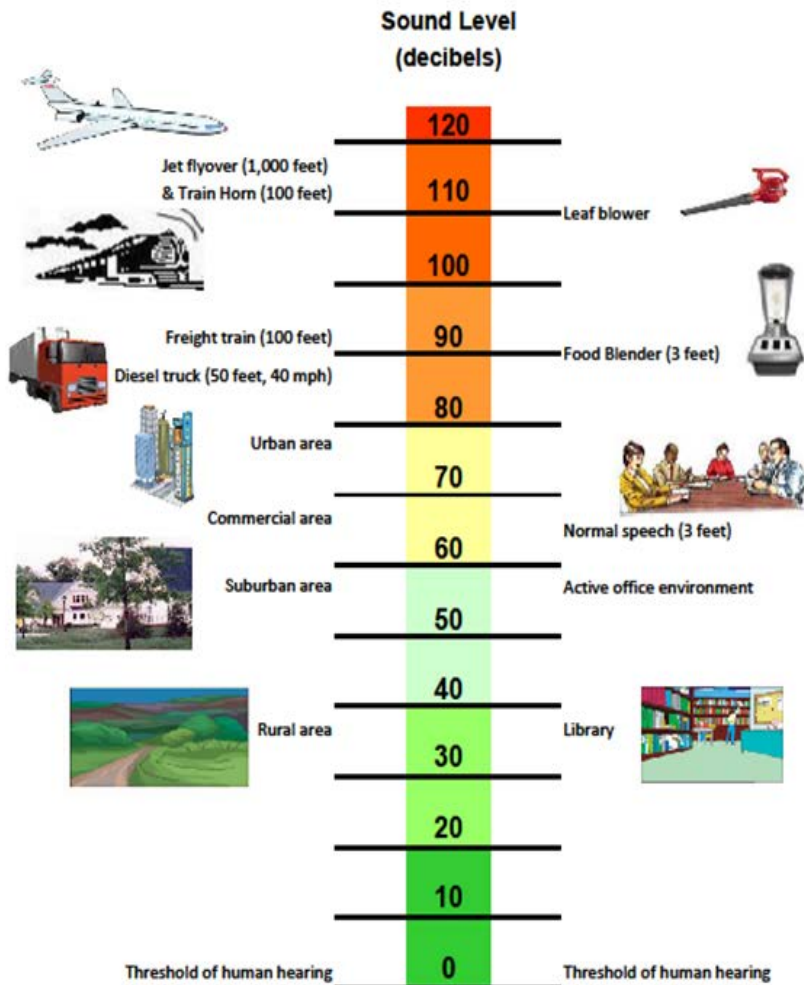 Sound Level
(decibels)
120
Jet flyover (1,000 feet)
& Train Horn (100 feet)
110
Leaf blower
100
Freight train (100 feet)
90
Food Blender (3 feet)
Diesel truck (50 feet, 40 mph)
80
Urban area
70
Commercial area
Normal speech (3 feet)
60
Suburban area
Active office environment
50
40
Rural area
Library
30
20
10
Threshold of human hearing
0
Threshold of human hearing